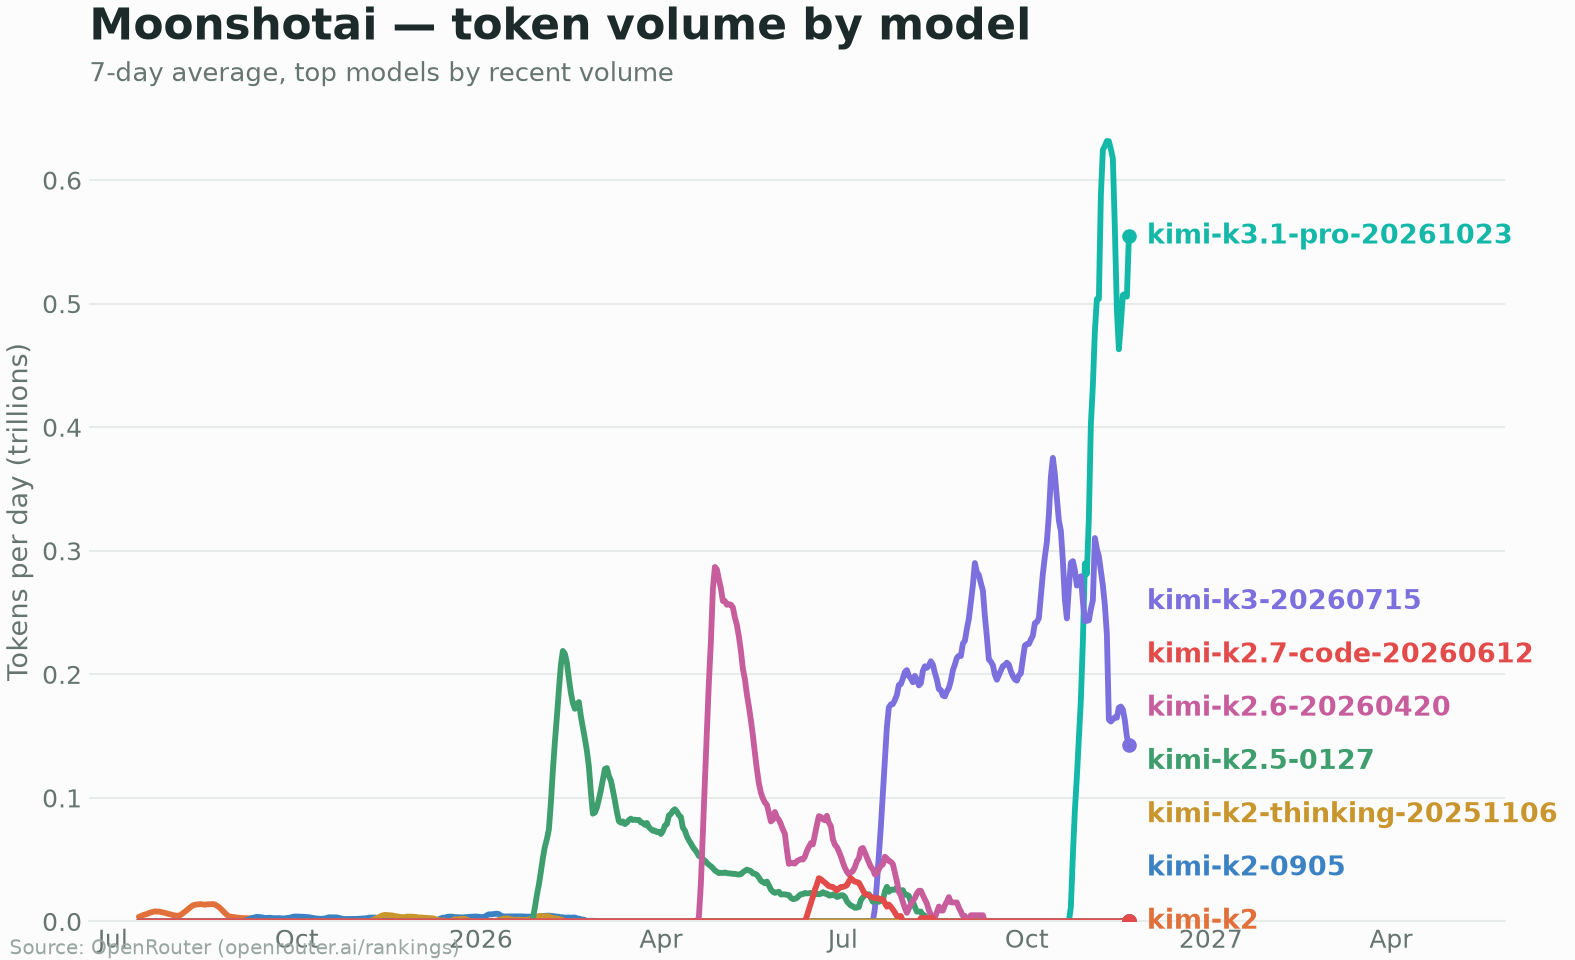 Moonshotai — token volume by model
7-day average, top models by recent volume
Tokens per day (trillions)
0.6
0.5
0.4
0.3
0.2
0.1
0.0
kimi-k3.1-pro-20261023
kimi-k3-20260715
kimi-k2.7-code-20260612
kimi-k2.6-20260420
kimi-k2.5-0127
kimi-k2-thinking-20251106
kimi-k2-0905
kimi-k2
Jul Oct 2026 Apr Jul Oct 2027 Apr
Source: OpenRouter (openrouter.ai/rankings)